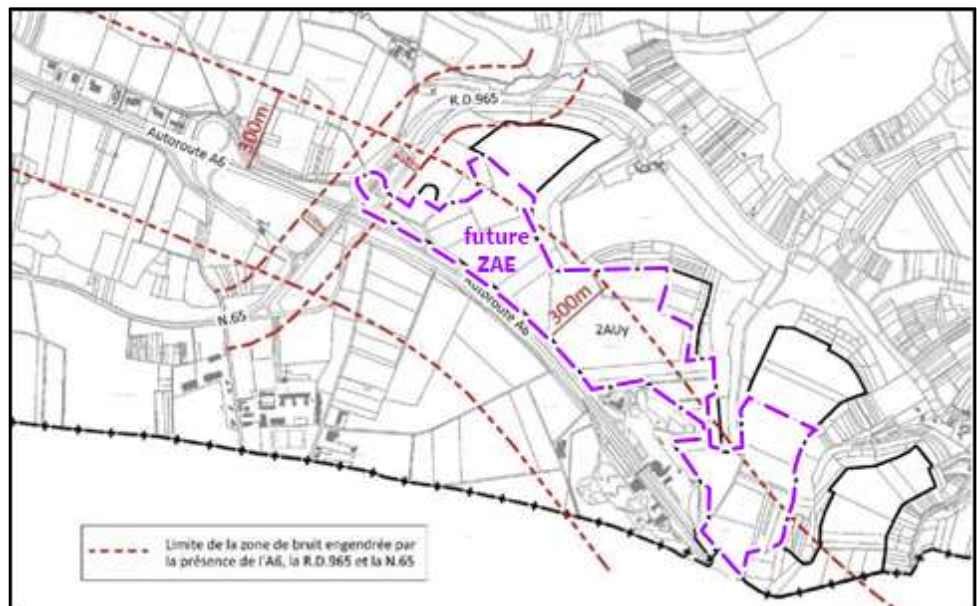 R.D.965
Autoroute A6
300m
future
ZAE
300m
2AUy
Autoroute A6
N.65
Limite de la zone de bruit engendrée par
la présence de l'A6, la R.D.965 et la N.65